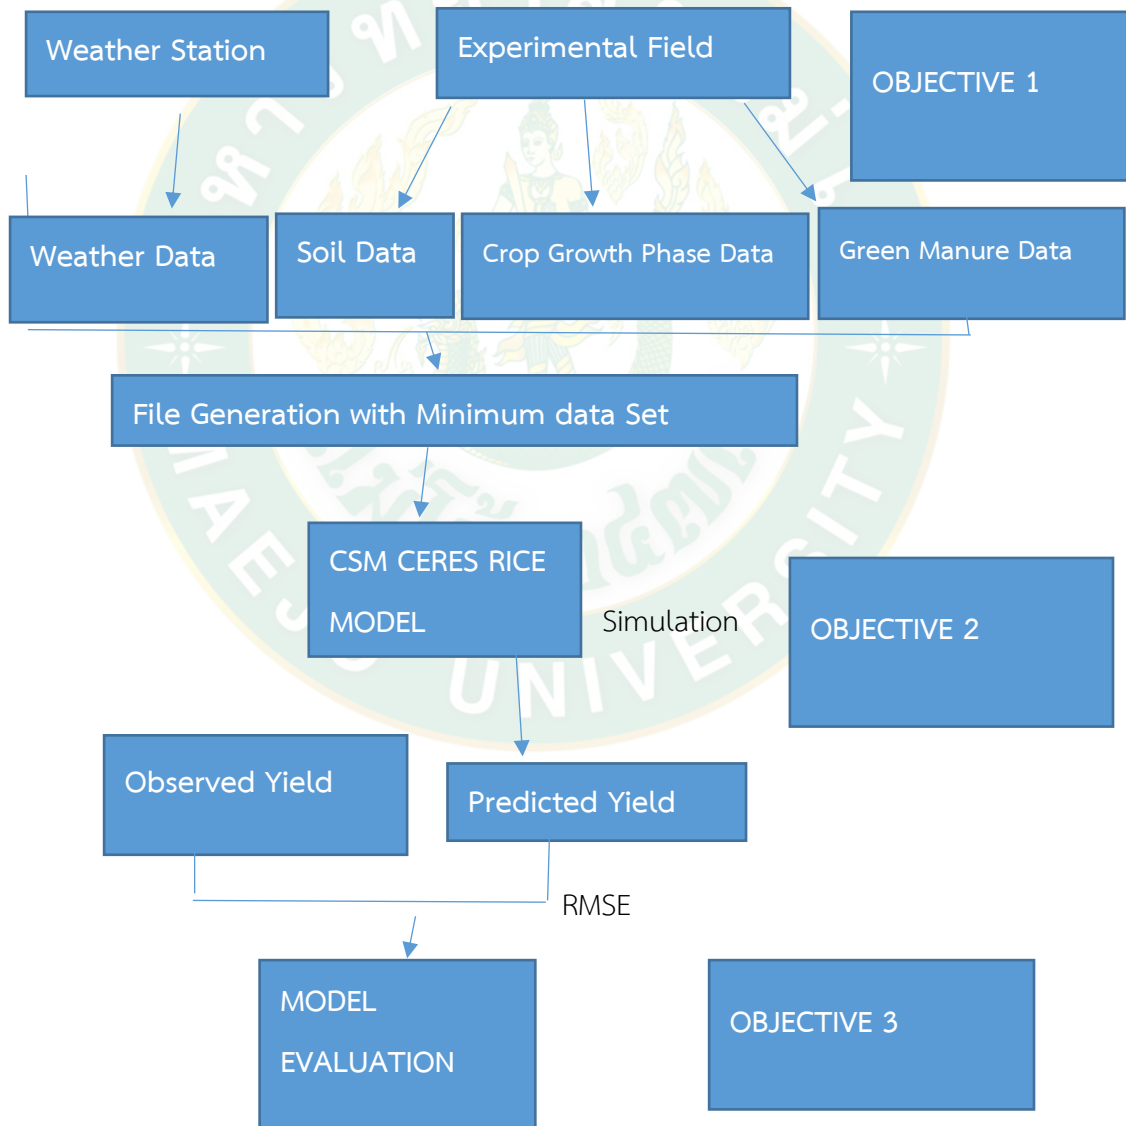 Weather Station
Experimental Field
OBJECTIVE 1
Weather Data
Soil Data
Crop Growth Phase Data
Green Manure Data
File Generation with Minimum data Set
CSM CERES RICE
MODEL
Simulation
OBJECTIVE 2
Observed Yield
Predicted Yield
RMSE
MODEL
EVALUATION
OBJECTIVE 3
MAEJO UNIVERSITY